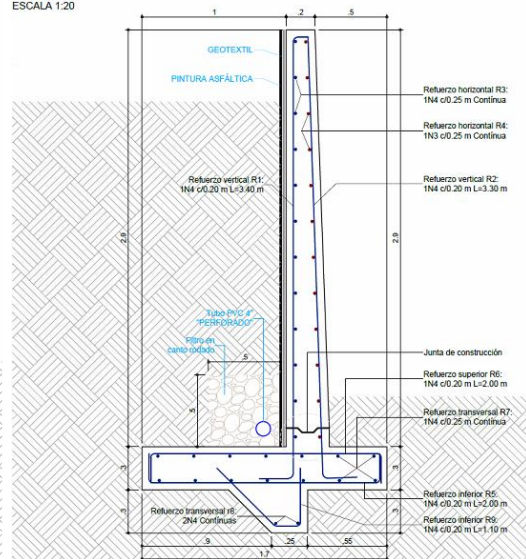 ESCALA 1:20
1
.2
.5
GEOTEXTIL
PINTURA ASFÁLTICA
Refuerzo horizontal R3:
1N4 c/0.25 m Contínua
Refuerzo horizontal R4:
1N3 c/0.25 m Contínua
Refuerzo vertical R1:
1N4 c/0.20 m L=3.40 m
Refuerzo vertical R2:
1N4 c/0.20 m L=3.30 m
2.9
2.9
Tubo PVC 4"
"PERFORADO"
Filtro en
canto rodado
.5
.5
Junta de construcción
Refuerzo superior R6:
1N4 c/0.20 m L=2.00 m
Refuerzo transversal R7:
1N4 c/0.25 m Contínua
.3
.3
Refuerzo inferior R5:
1N4 c/0.20 m L=2.00 m
Refuerzo transversal r8:
2N4 Contínuas
.3
.3
Refuerzo inferior R9:
1N4 c/0.20 m L=1.10 m
.9
.25
.55
1.7